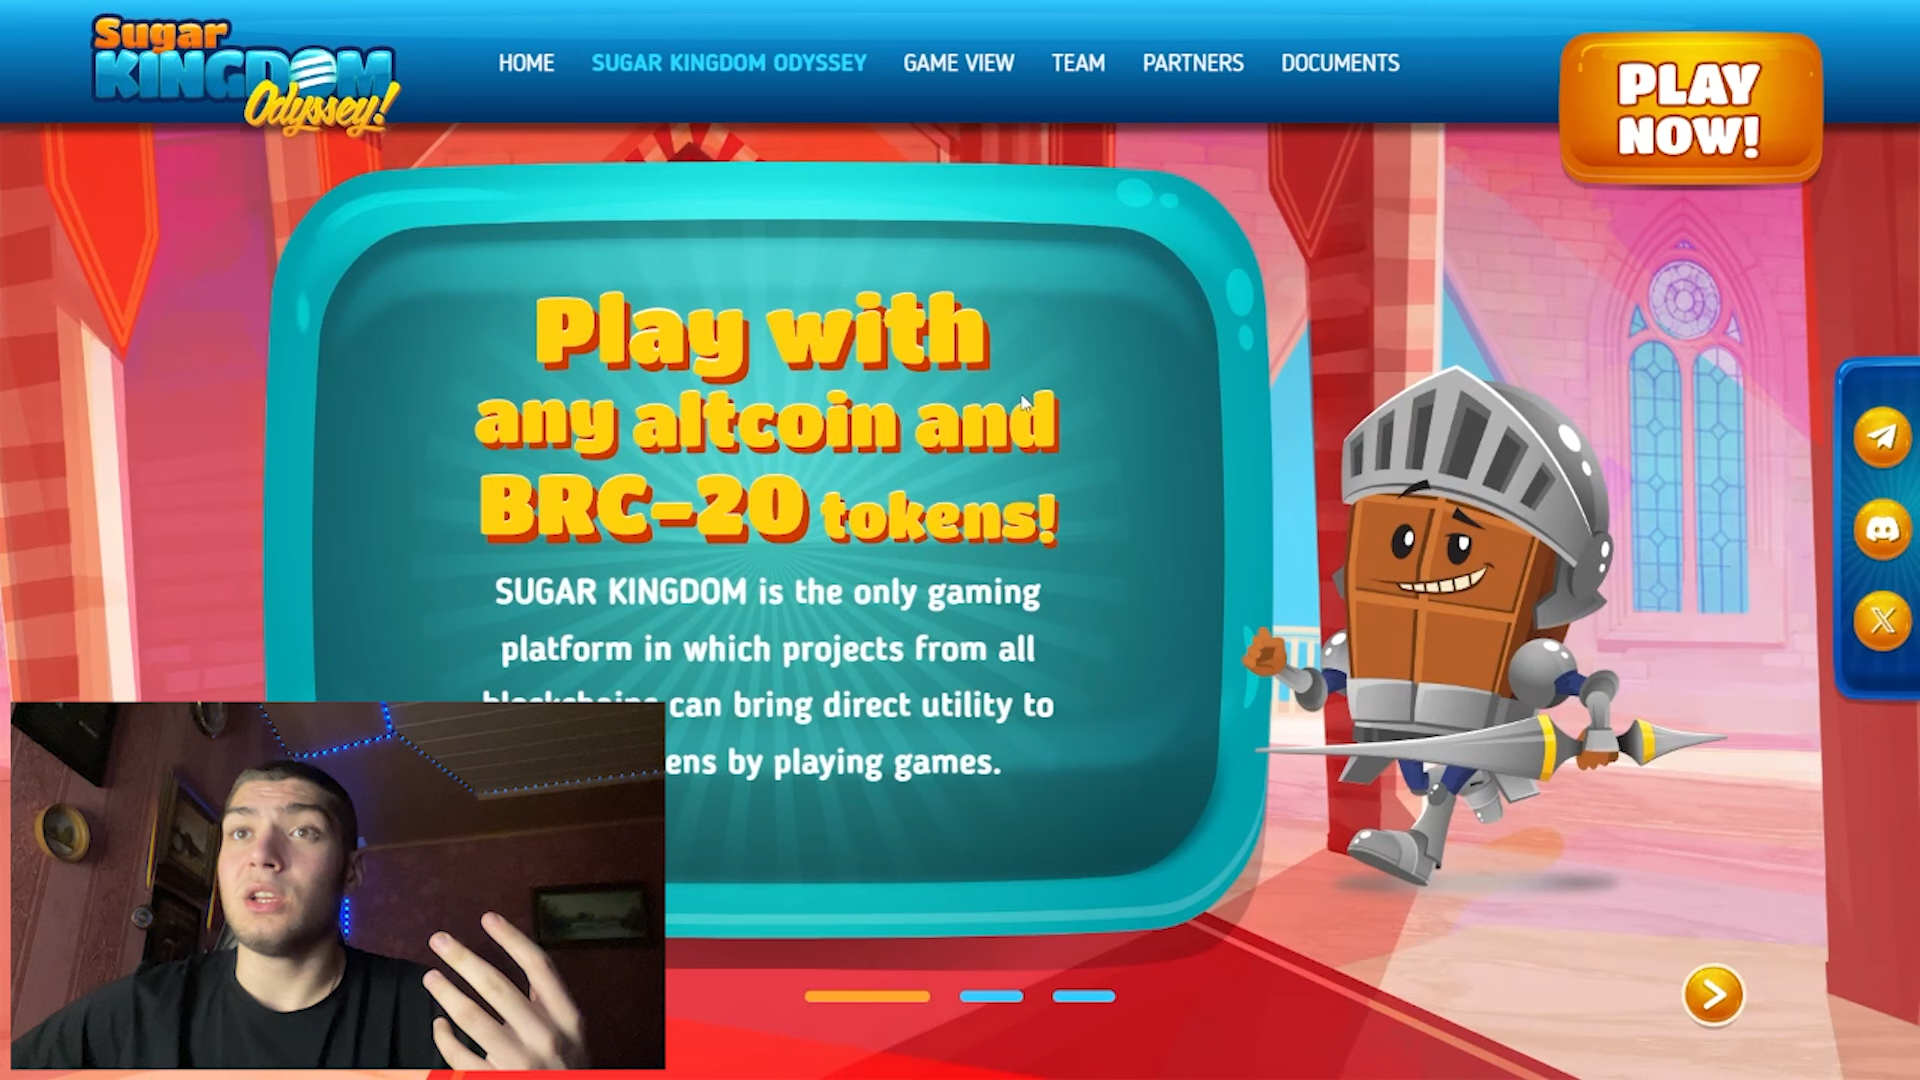 Sugar
KINGDOM
Odyssey!
HOME
SUGAR KINGDOM ODYSSEY
GAME VIEW
TEAM
PARTNERS
DOCUMENTS
PLAY
NOW!
Play with
any altcoin and
BRC-20 tokens!
SUGAR KINGDOM is the only gaming
platform in which projects from all
blockchains can bring direct utility to
ens by playing games.